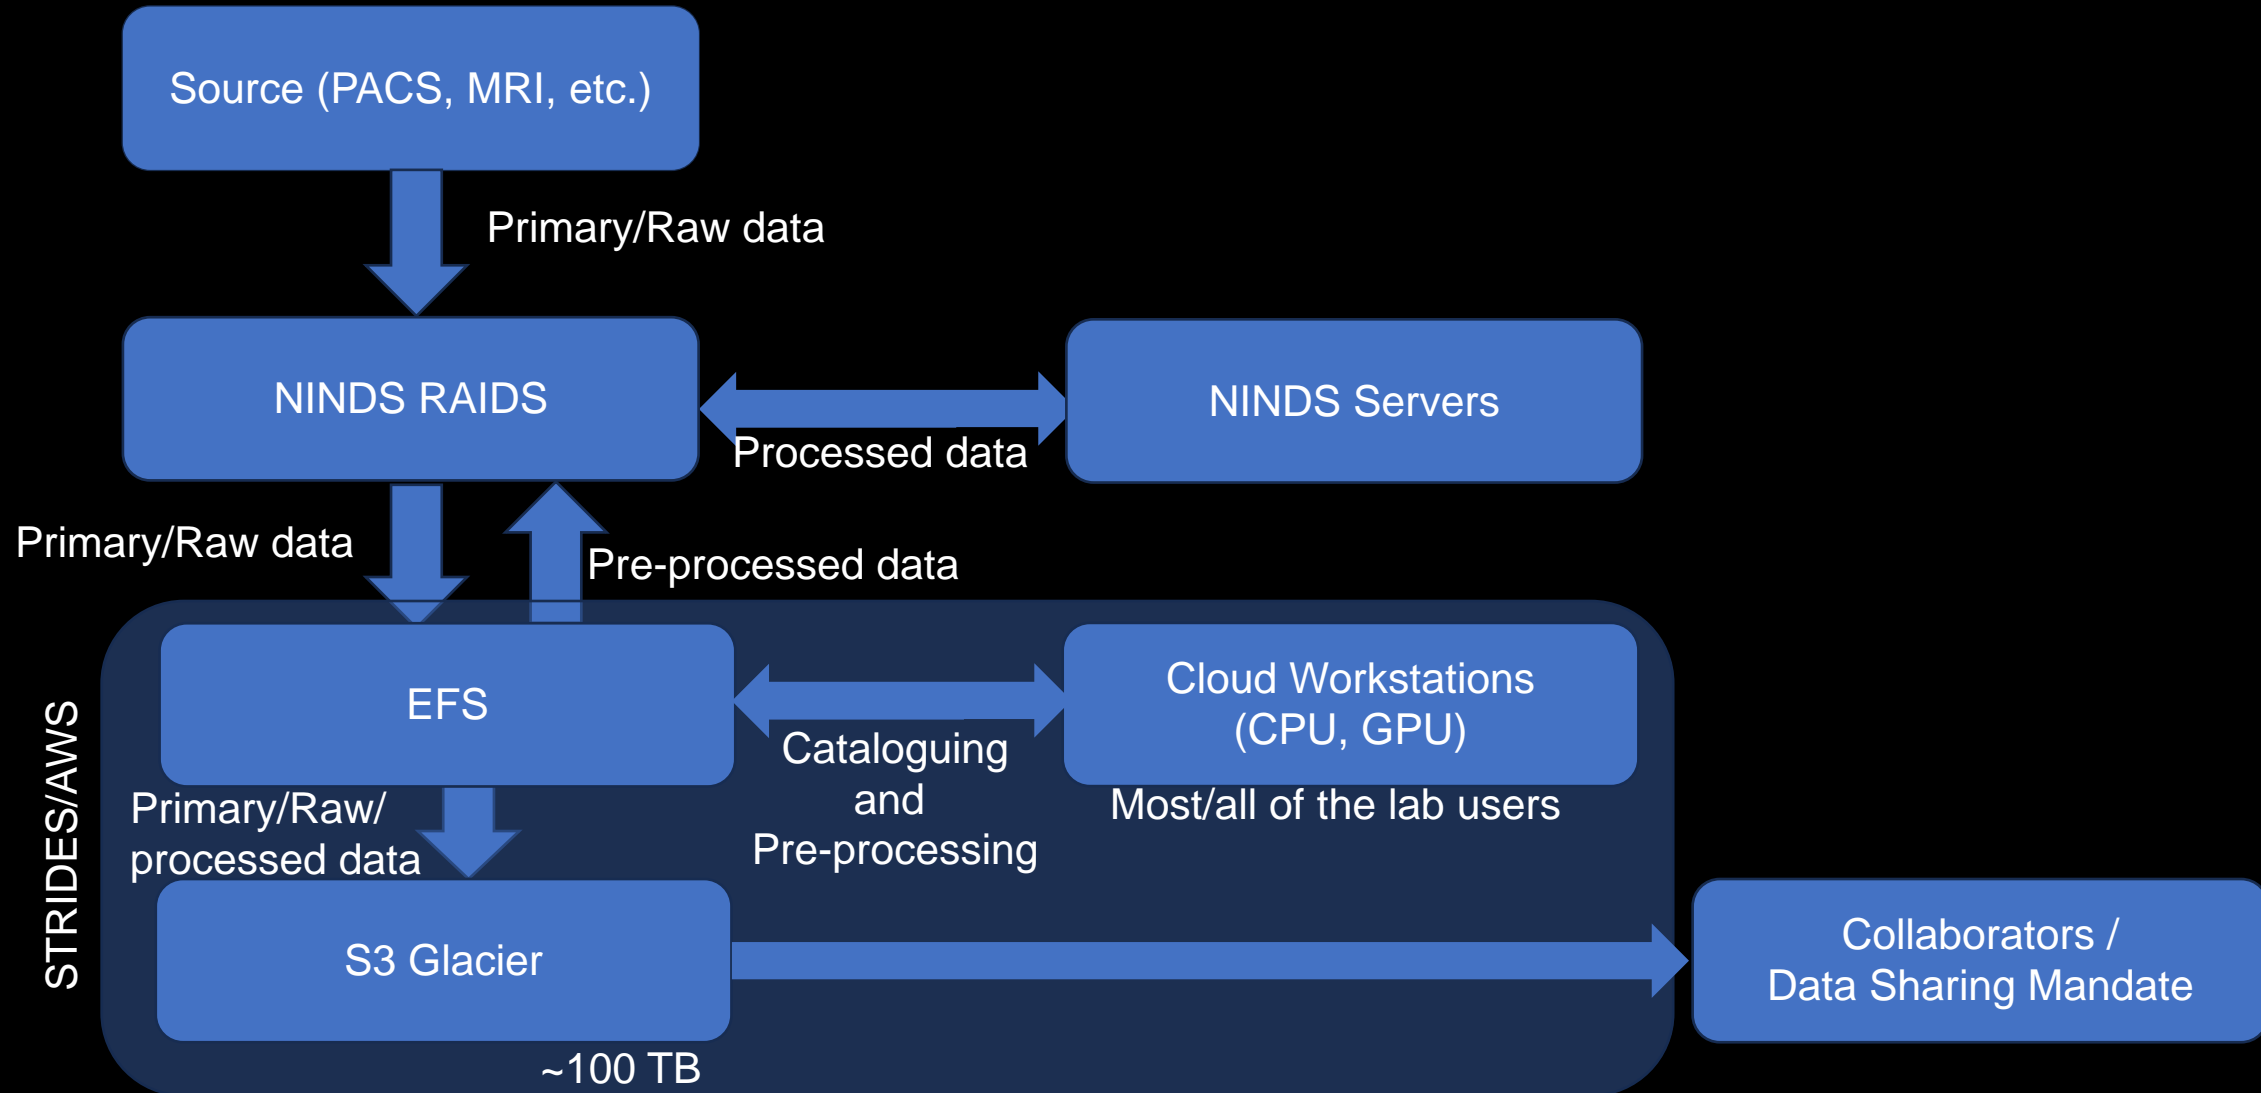 Source (PACS, MRI, etc.)
Primary/Raw data
NINDS RAIDS
NINDS Servers
Processed data
Primary/Raw data
Pre-processed data
STRIDES/AWS
EFS
Cloud Workstations
(CPU, GPU)
Cataloguing
and
Pre-processing
Most/all of the lab users
Primary/Raw/
processed data
S3 Glacier
~100 TB
Collaborators /
Data Sharing Mandate